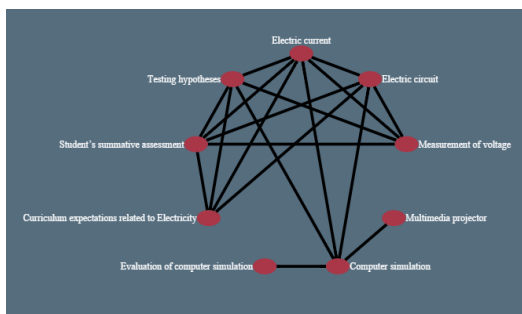 Electric current
Testing hypotheses
Electric circuit
Student's summative assessment
Measurement of voltage
Curriculum expectations related to Electricity
Multimedia projector
Evaluation of computer simulation
Computer simulation